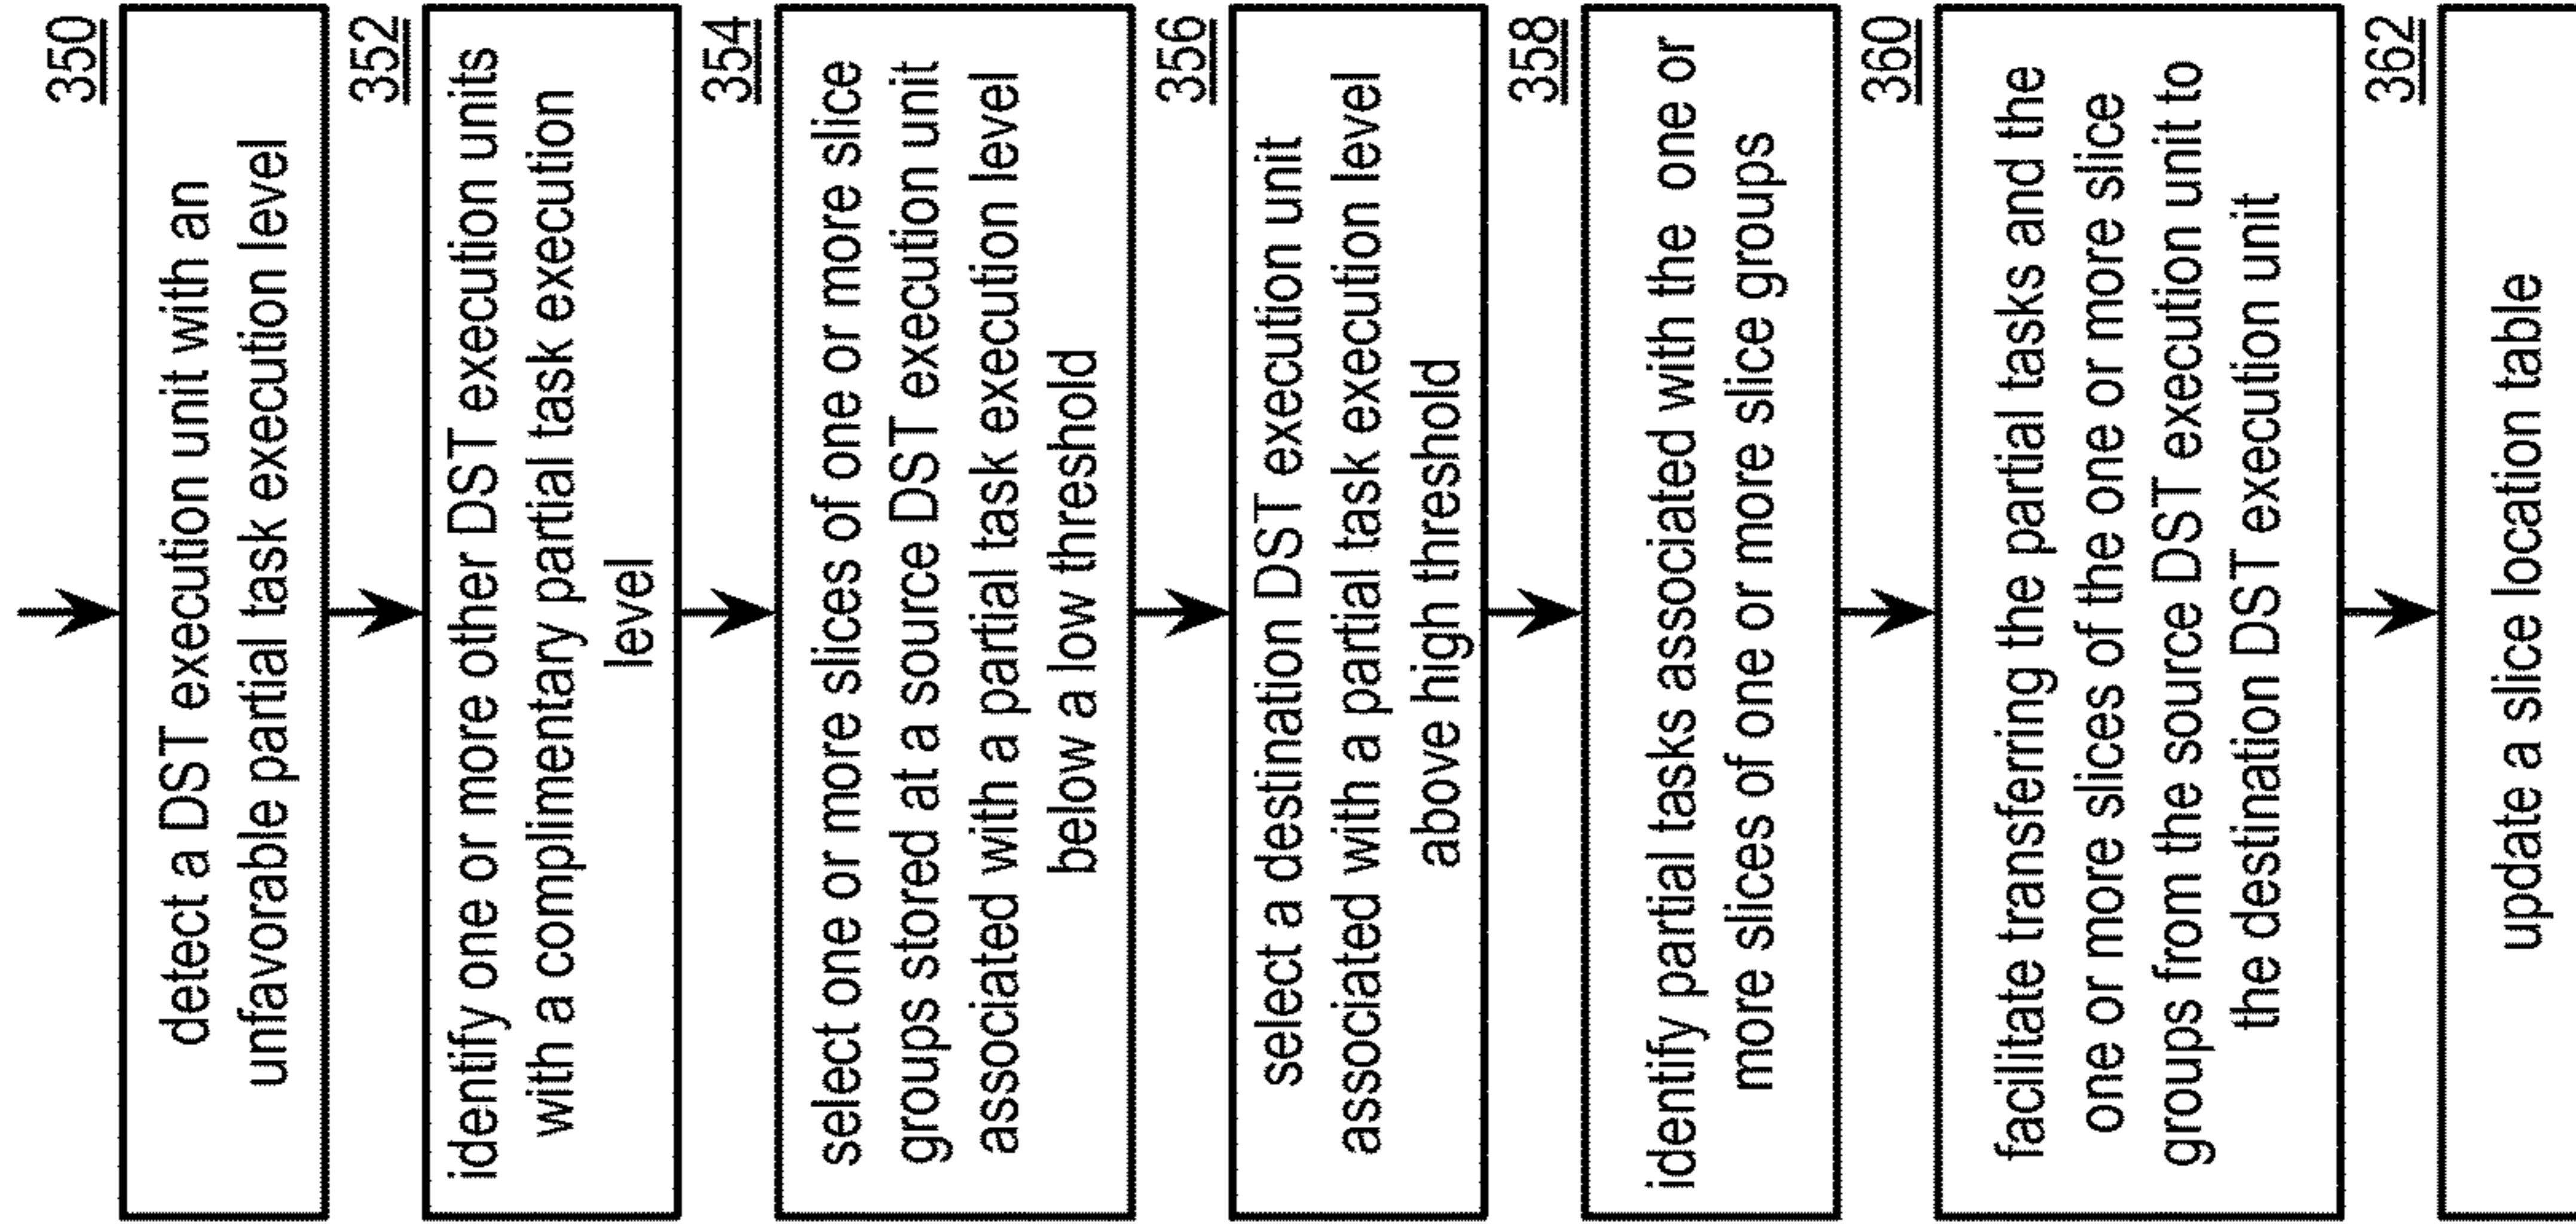 350
detect a DST execution unit with an
unfavorable partial task execution level
352
identify one or more other DST execution units
with a complimentary partial task execution
level
354
select one or more slices of one or more slice
groups stored at a source DST execution unit
associated with a partial task execution level
below a low threshold
356
select a destination DST execution unit
associated with a partial task execution level
above high threshold
358
identify partial tasks associated with the one or
more slices of one or more slice groups
360
facilitate transferring the partial tasks and the
one or more slices of the one or more slice
groups from the source DST execution unit to
the destination DST execution unit
362
update a slice location table